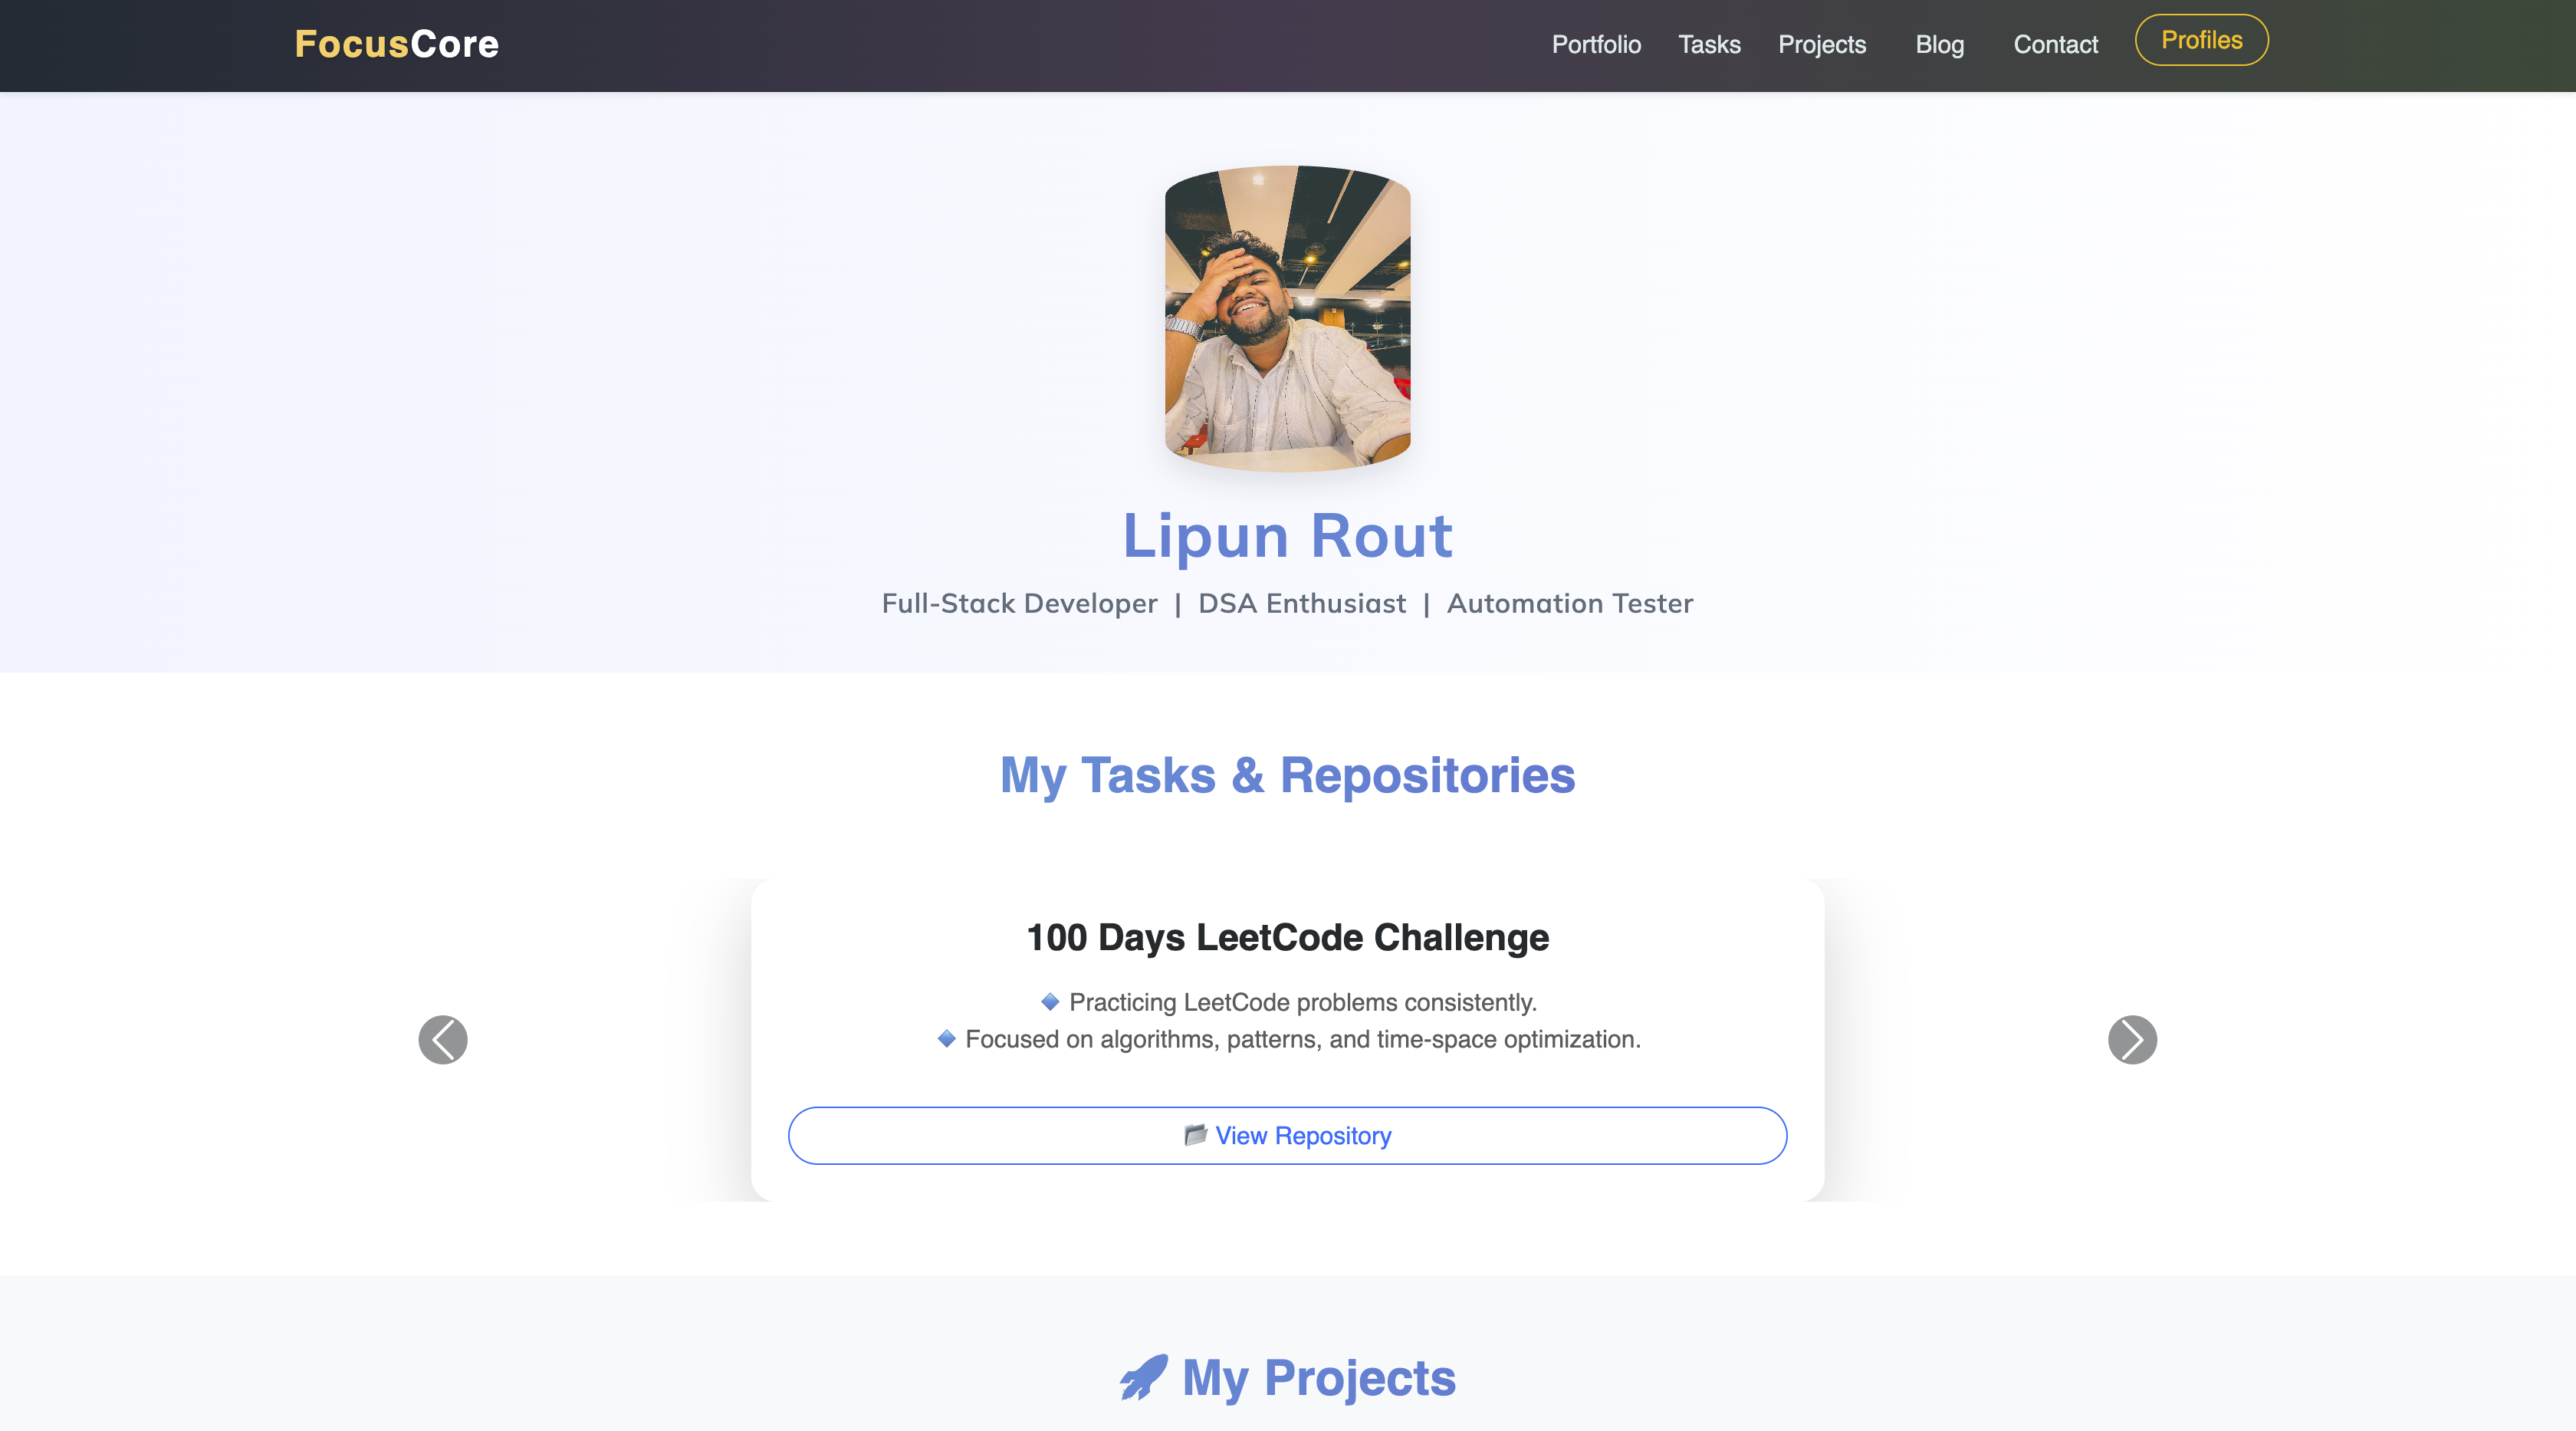 FocusCore
Portfolio Tasks Projects Blog Contact Profiles
Lipun Rout
Full-Stack Developer | DSA Enthusiast | Automation Tester
My Tasks & Repositories
100 Days LeetCode Challenge
🔹 Practicing LeetCode problems consistently.
🔹 Focused on algorithms, patterns, and time-space optimization.
📂 View Repository
My Projects